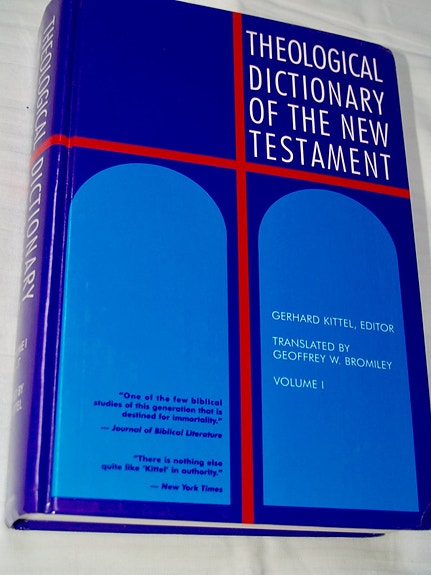 THEOLOGICAL
DICTIONARY
OF THE NEW
TESTAMENT
GERHARD KITTEL, EDITOR
TRANSLATED BY
GEOFFREY W. BROMILEY
VOLUME I
"One of the few biblical
studies of this generation that is
destined for immortality."
— Journal of Biblical Literature
"There is nothing else
quite like 'Kittel' in authority."
— New York Times
THEOLOGICAL DICTIONARY